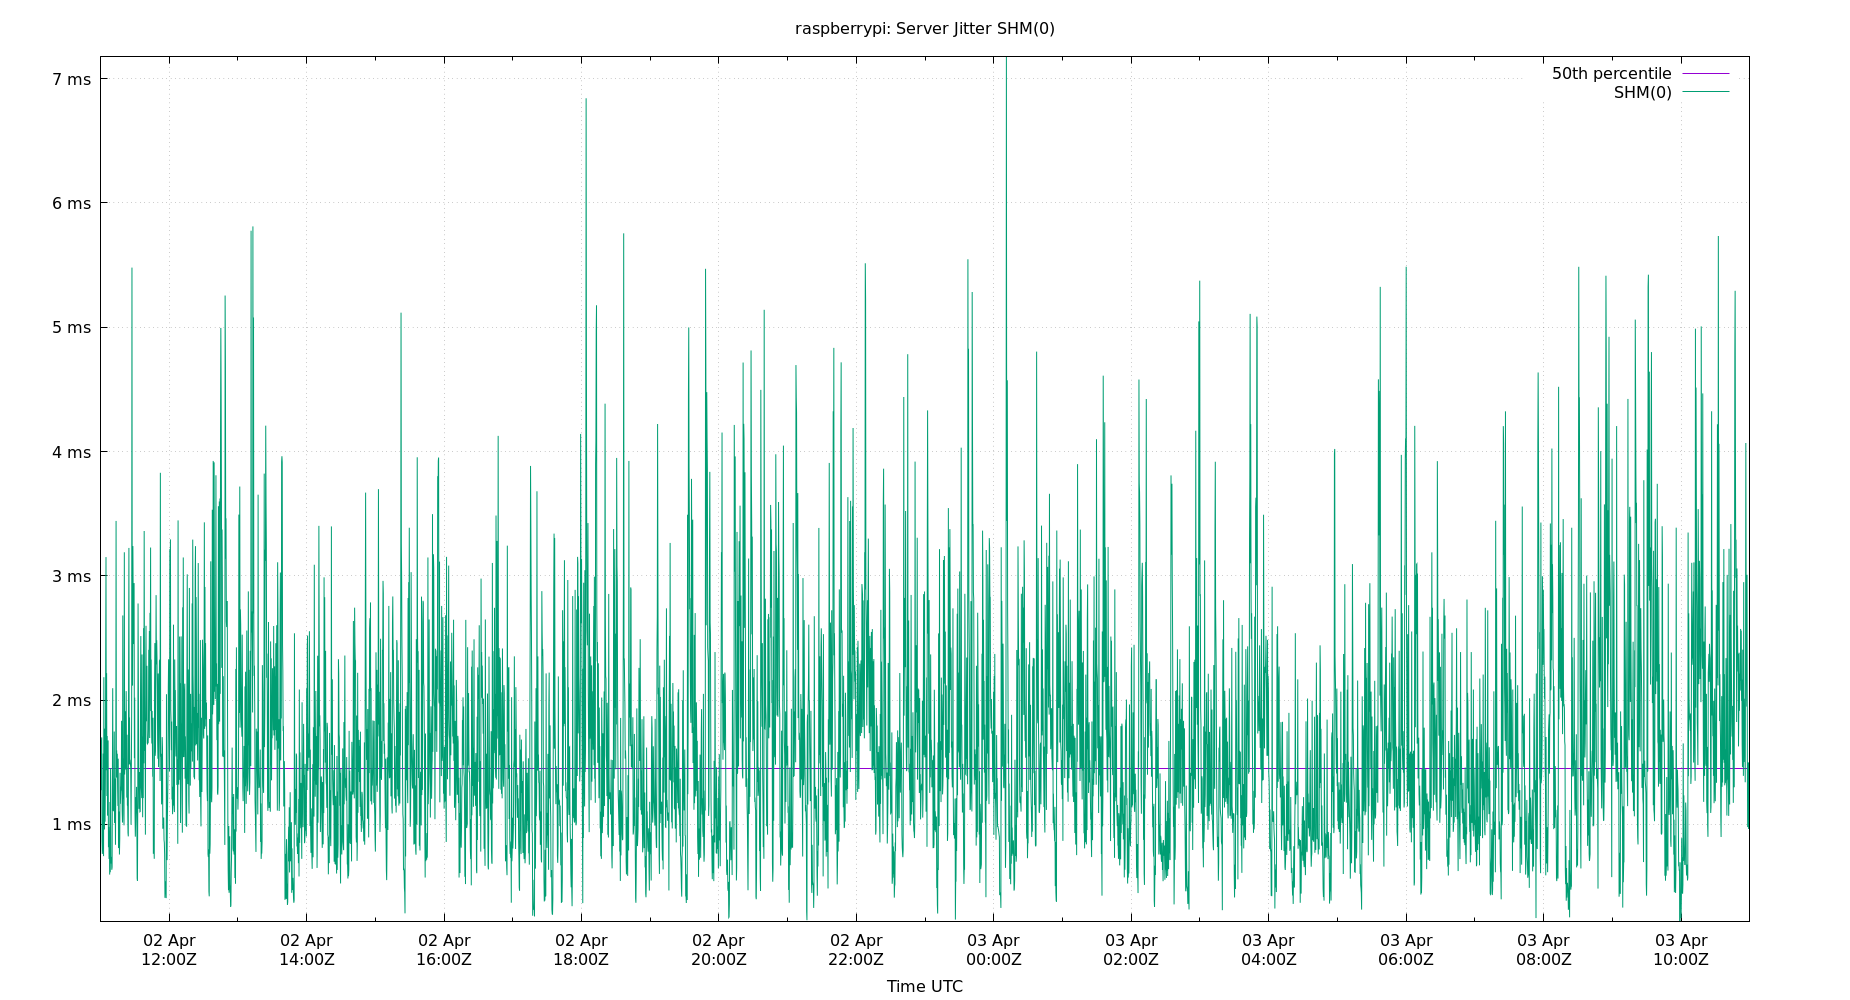 raspberrypi: Server Jitter SHM(0)
7 ms
50th percentile
SHM(0)
6 ms
5 ms
4 ms
3 ms
2 ms
1 ms
02 Apr 02 Apr 02 Apr 02 Apr 02 Apr 02 Apr 03 Apr 03 Apr 03 Apr 03 Apr 03 Apr 03 Apr
12:00Z 14:00Z 16:00Z 18:00Z 20:00Z 22:00Z 00:00Z 02:00Z 04:00Z 06:00Z 08:00Z 10:00Z
Time UTC